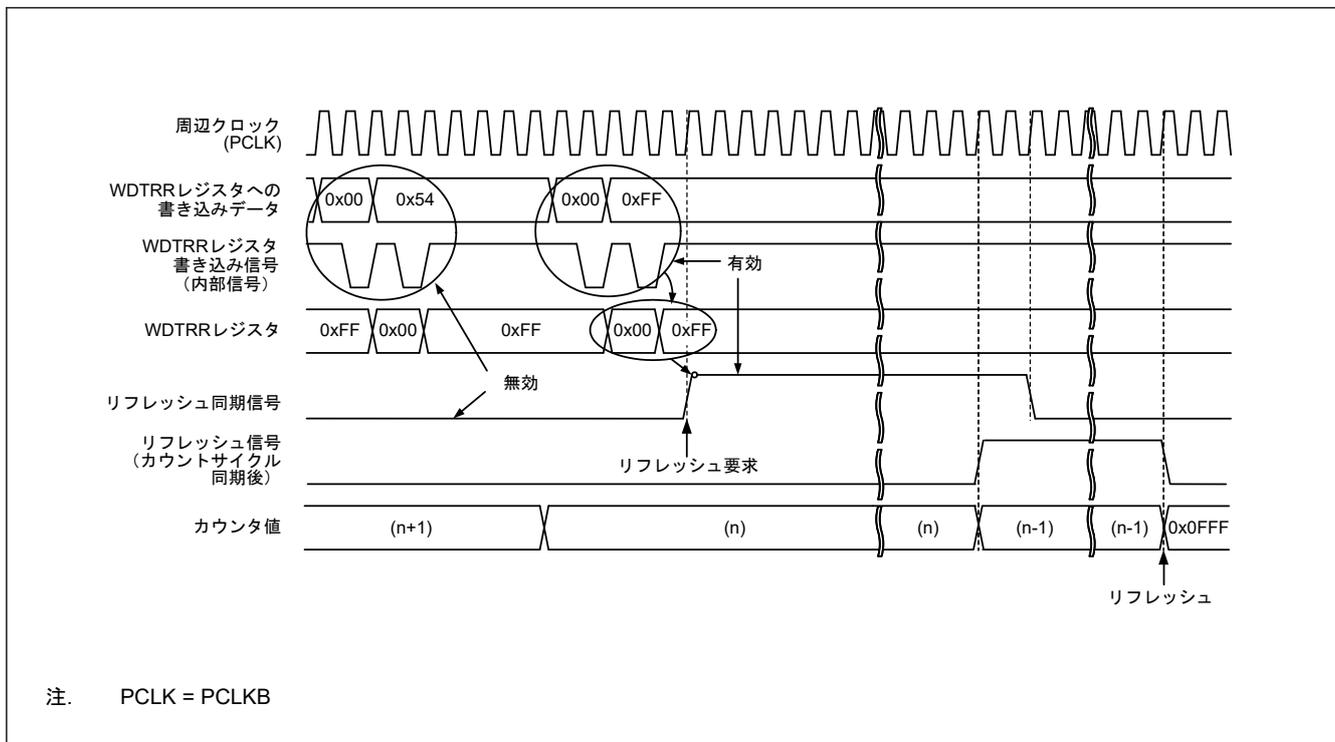 周辺クロック
(PCLK)
WDTRRレジスタへの
書き込みデータ
0x00
0x54
0x00
0xFF
WDTRRレジスタ
書き込み信号
（内部信号）
有効
WDTRRレジスタ
0xFF
0x00
0xFF
0x00
0xFF
無効
リフレッシュ同期信号
リフレッシュ要求
リフレッシュ信号
（カウントサイクル
同期後）
カウンタ値
(n+1)
(n)
(n)
(n-1)
(n-1)
0x0FFF
リフレッシュ
注. PCLK = PCLKB